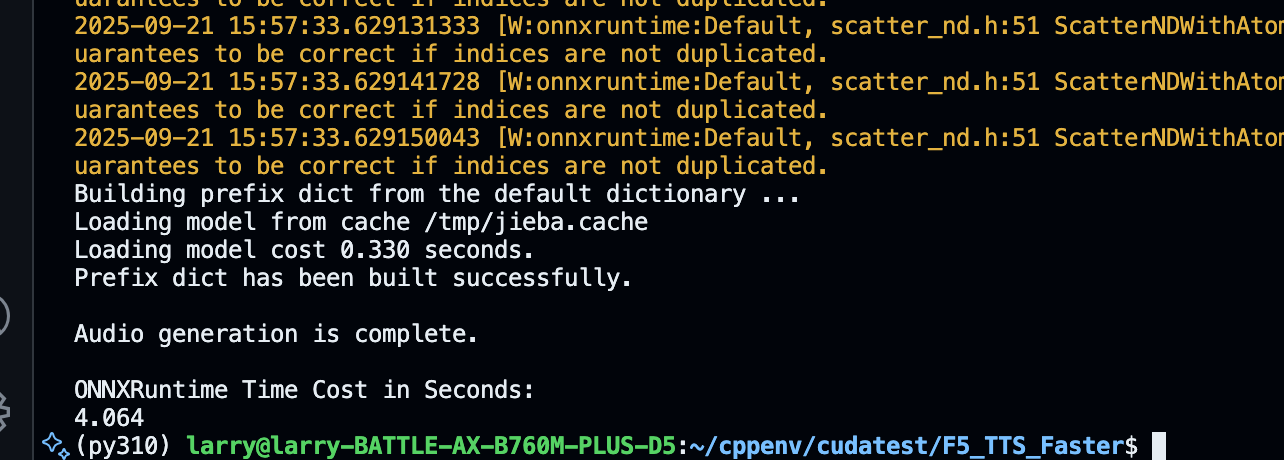 uarantees to be correct if indices are not duplicated.
2025-09-21 15:57:33.629131333 [W:onnxruntime:Default, scatter_nd.h:51 ScatterNDWithAtom
uarantees to be correct if indices are not duplicated.
2025-09-21 15:57:33.629141728 [W:onnxruntime:Default, scatter_nd.h:51 ScatterNDWithAtom
uarantees to be correct if indices are not duplicated.
2025-09-21 15:57:33.629150043 [W:onnxruntime:Default, scatter_nd.h:51 ScatterNDWithAtom
uarantees to be correct if indices are not duplicated.
Building prefix dict from the default dictionary ...
Loading model from cache /tmp/jieba.cache
Loading model cost 0.330 seconds.
Prefix dict has been built successfully.
Audio generation is complete.
ONNXRuntime Time Cost in Seconds:
4.064
(py310) larry@larry-BATTLE-AX-B760M-PLUS-D5:~/cppenv/cudatest/F5_TTS_Faster$